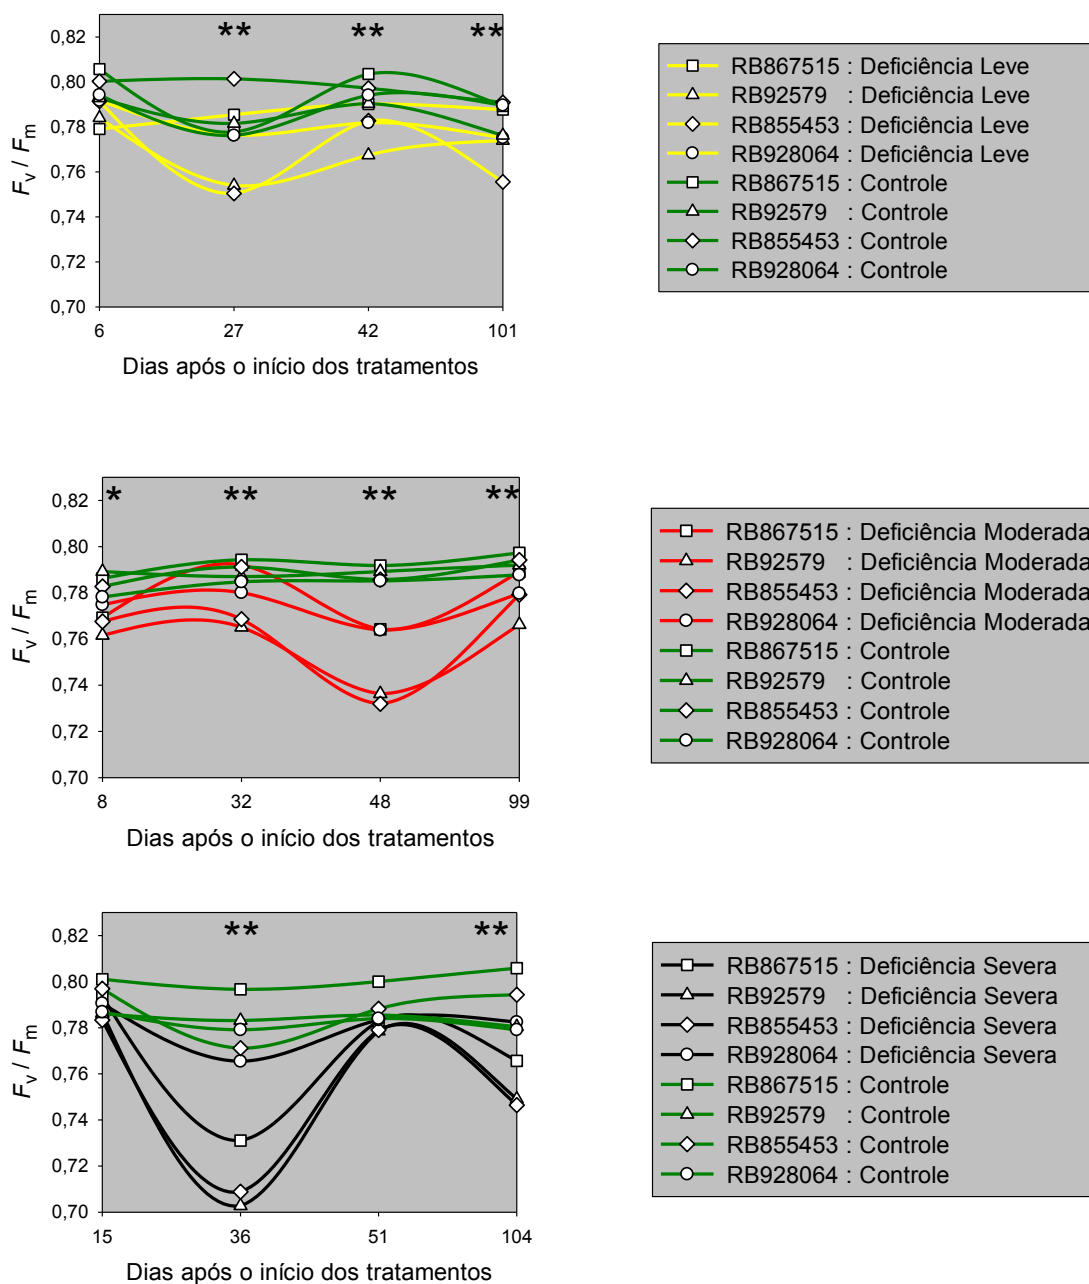 ** ** **
0,82
0,80
0,78
0,76
0,74
0,72
0,70
Fv / Fm
6 27 42 101
Dias após o início dos tratamentos
RB867515 : Deficiência Leve
RB92579 : Deficiência Leve
RB855453 : Deficiência Leve
RB928064 : Deficiência Leve
RB867515 : Controle
RB92579 : Controle
RB855453 : Controle
RB928064 : Controle
* ** ** **
0,82
0,80
0,78
0,76
0,74
0,72
0,70
Fv / Fm
8 32 48 99
Dias após o início dos tratamentos
RB867515 : Deficiência Moderada
RB92579 : Deficiência Moderada
RB855453 : Deficiência Moderada
RB928064 : Deficiência Moderada
RB867515 : Controle
RB92579 : Controle
RB855453 : Controle
RB928064 : Controle
** **
0,82
0,80
0,78
0,76
0,74
0,72
0,70
Fv / Fm
15 36 51 104
Dias após o início dos tratamentos
RB867515 : Deficiência Severa
RB92579 : Deficiência Severa
RB855453 : Deficiência Severa
RB928064 : Deficiência Severa
RB867515 : Controle
RB92579 : Controle
RB855453 : Controle
RB928064 : Controle